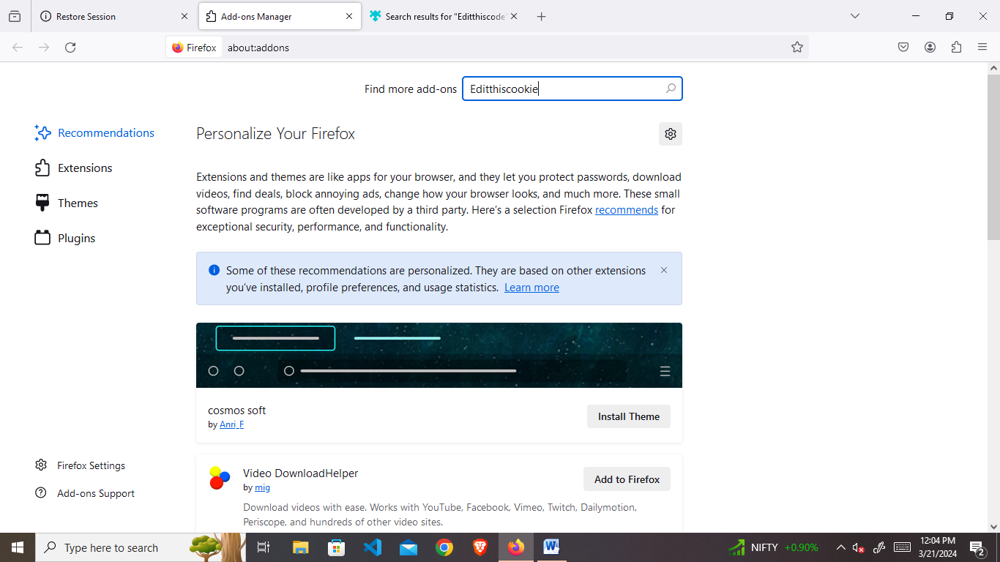 Restore Session
Add-ons Manager
Search results for "Editthiscode"
Firefox
about:addons
Find more add-ons
Editthiscookie
Recommendations
Extensions
Themes
Plugins
Personalize Your Firefox
Extensions and themes are like apps for your browser, and they let you protect passwords, download
videos, find deals, block annoying ads, change how your browser looks, and much more. These small
software programs are often developed by a third party. Here’s a selection Firefox recommends for
exceptional security, performance, and functionality.
Some of these recommendations are personalized. They are based on other extensions
you’ve installed, profile preferences, and usage statistics. Learn more
cosmos soft
by Anri_F
Install Theme
Video DownloadHelper
by mig
Add to Firefox
Download videos with ease. Works with YouTube, Facebook, Vimeo, Twitch, Dailymotion,
Periscope, and hundreds of other video sites.
Firefox Settings
Add-ons Support
Type here to search
NIFTY +0.90%
12:04 PM
3/21/2024
2